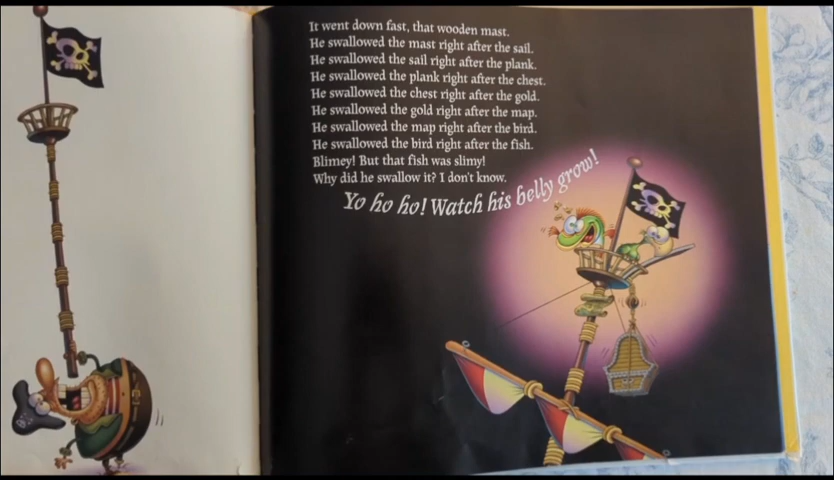 It went down fast, that wooden mast.
He swallowed the mast right after the sail.
He swallowed the sail right after the plank.
He swallowed the plank right after the chest.
He swallowed the chest right after the gold.
He swallowed the gold right after the map.
He swallowed the map right after the bird.
He swallowed the bird right after the fish.
Blimey! But that fish was slimy!
Why did he swallow it? I don't know.
Yo ho ho! Watch his belly grow!